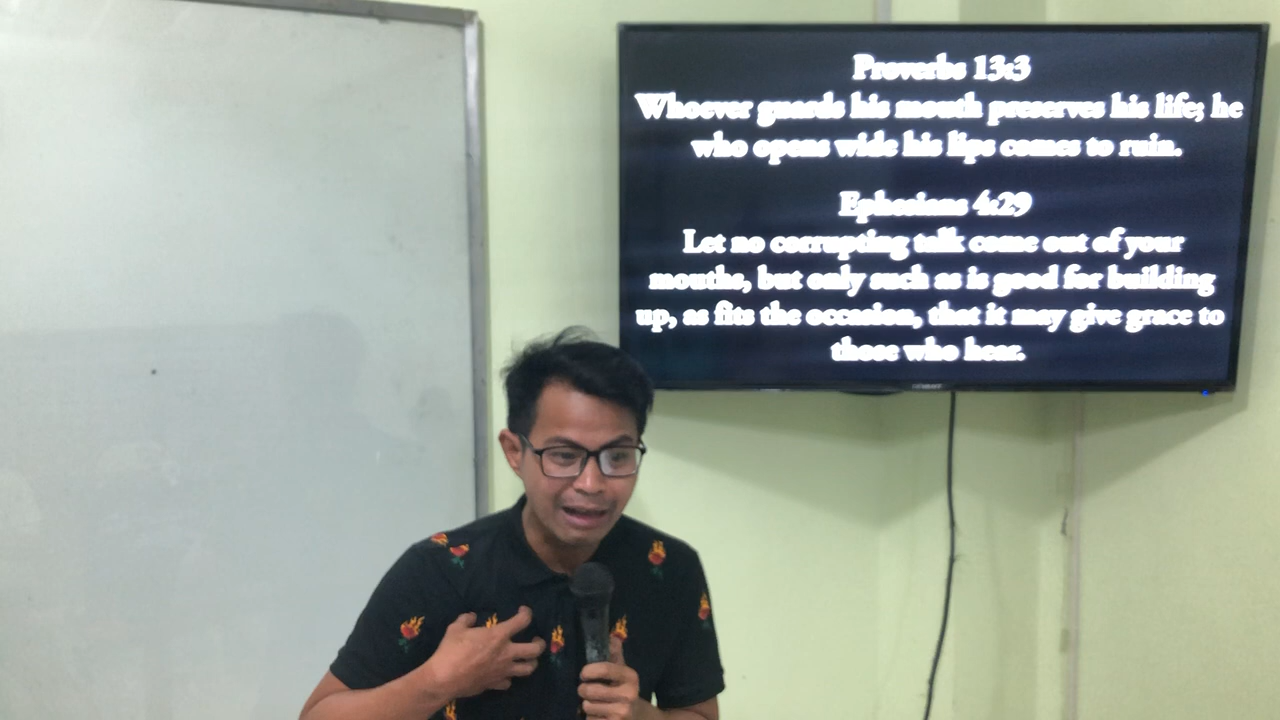 Proverbs 13:3
Whoever guards his mouth preserves his life; he
who opens wide his lips comes to ruin.
Ephesians 4:29
Let no corrupting talk come out of your
mouths, but only such as is good for building
up, as fits the occasion, that it may give grace to
those who hear.